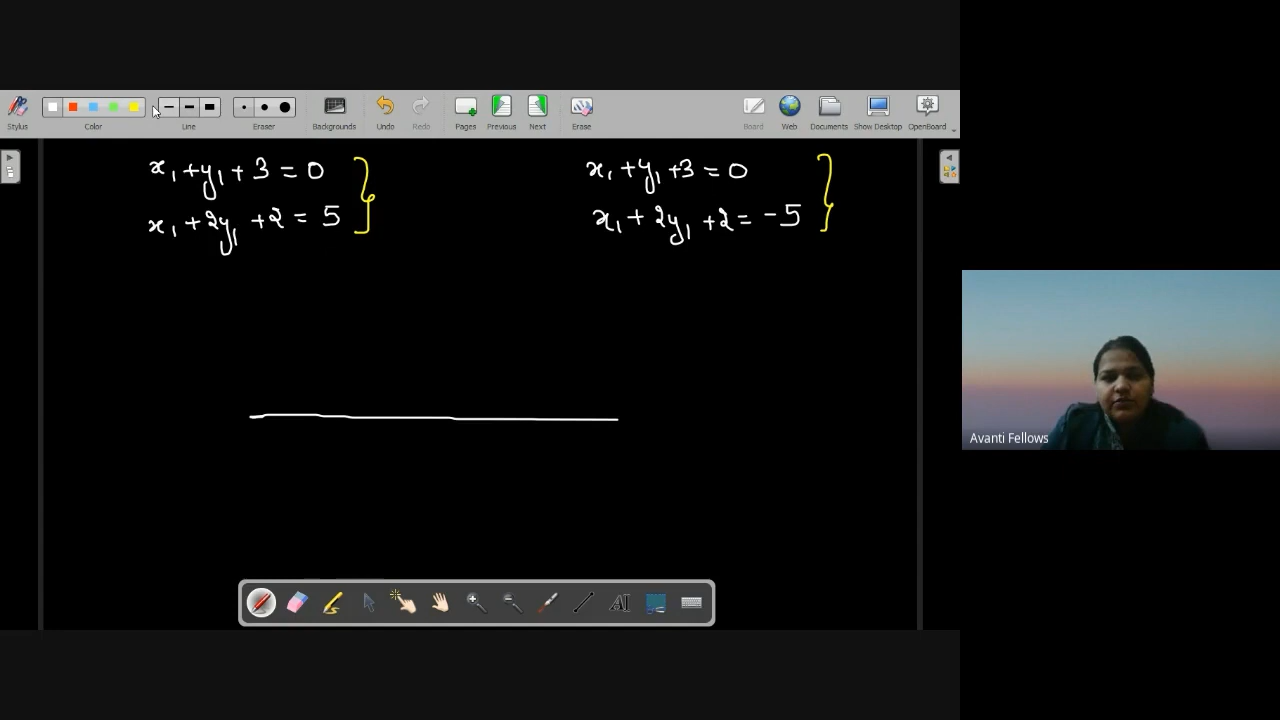 Stylus Color Line Eraser Backgrounds Undo Redo Pages Previous Next Erase Board Web Documents Show Desktop OpenBoard
x₁ + y₁ + 3 = 0
x₁ + 2y₁ + 2 = 5
x₁ + y₁ + 3 = 0
x₁ + 2y₁ + 2 = -5
Avanti Fellows
AI